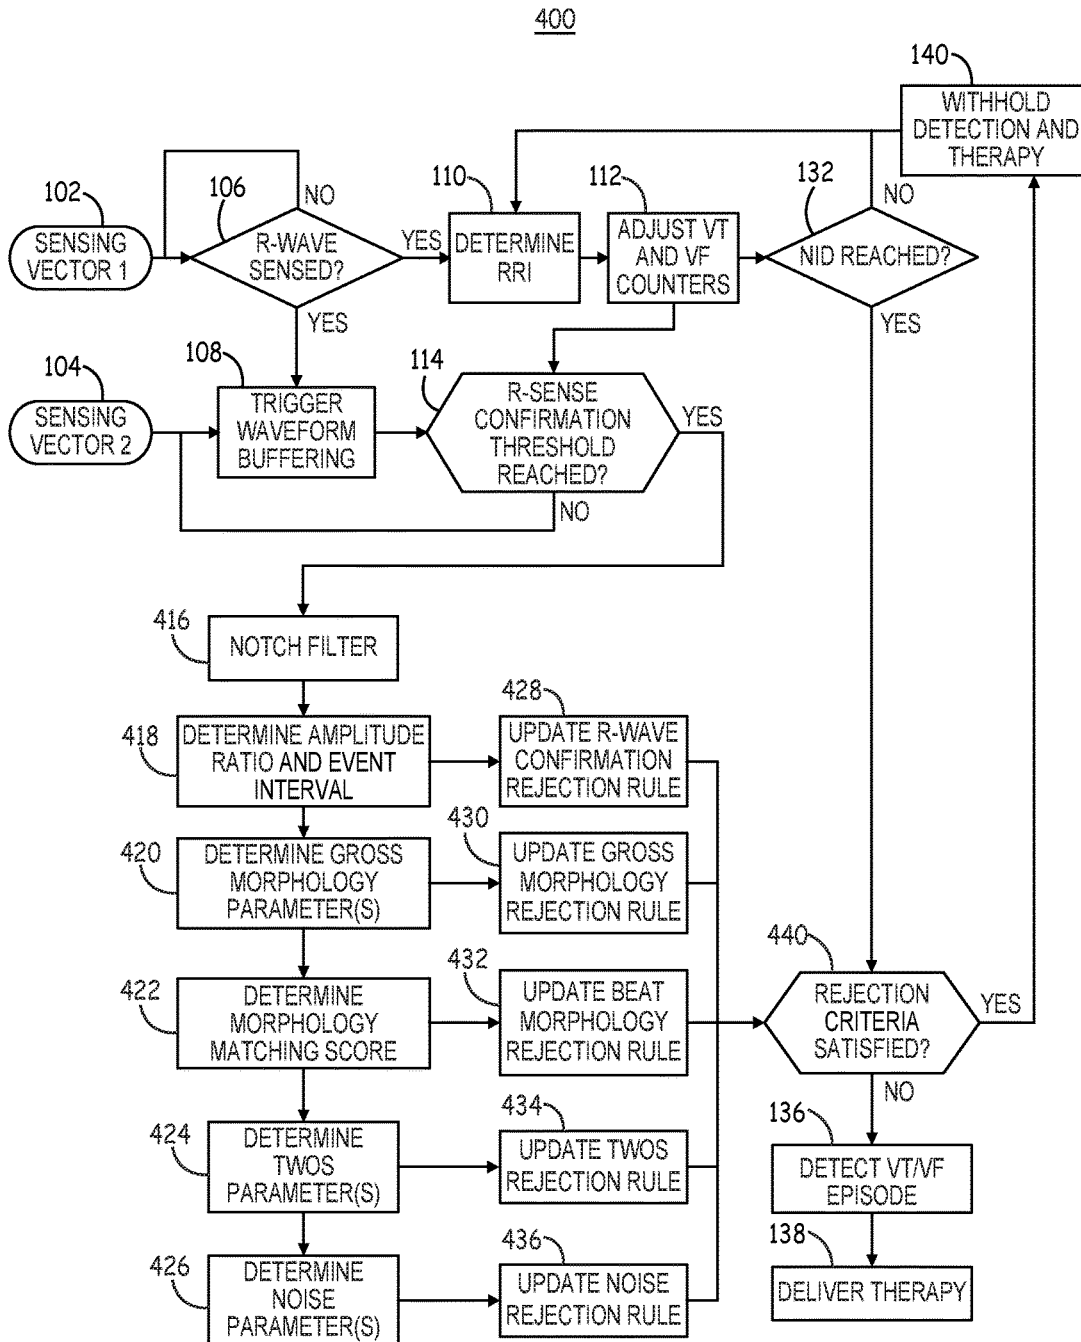 400
140
WITHHOLD
DETECTION AND
THERAPY
102
SENSING
VECTOR 1
106
NO
R-WAVE
SENSED?
YES
YES
110
DETERMINE
RRI
112
ADJUST VT
AND VF
COUNTERS
132
NO
NID REACHED?
YES
104
SENSING
VECTOR 2
108
TRIGGER
WAVEFORM
BUFFERING
114
R-SENSE
CONFIRMATION
THRESHOLD
REACHED?
YES
NO
416
NOTCH FILTER
418
DETERMINE AMPLITUDE
RATIO AND EVENT
INTERVAL
428
UPDATE R-WAVE
CONFIRMATION
REJECTION RULE
420
DETERMINE GROSS
MORPHOLOGY
PARAMETER(S)
430
UPDATE GROSS
MORPHOLOGY
REJECTION RULE
422
DETERMINE
MORPHOLOGY
MATCHING SCORE
432
UPDATE BEAT
MORPHOLOGY
REJECTION RULE
440
REJECTION
CRITERIA
SATISFIED?
YES
NO
424
DETERMINE
TWOS
PARAMETER(S)
434
UPDATE TWOS
REJECTION RULE
136
DETECT VT/VF
EPISODE
426
DETERMINE
NOISE
PARAMETER(S)
436
UPDATE NOISE
REJECTION RULE
138
DELIVER THERAPY